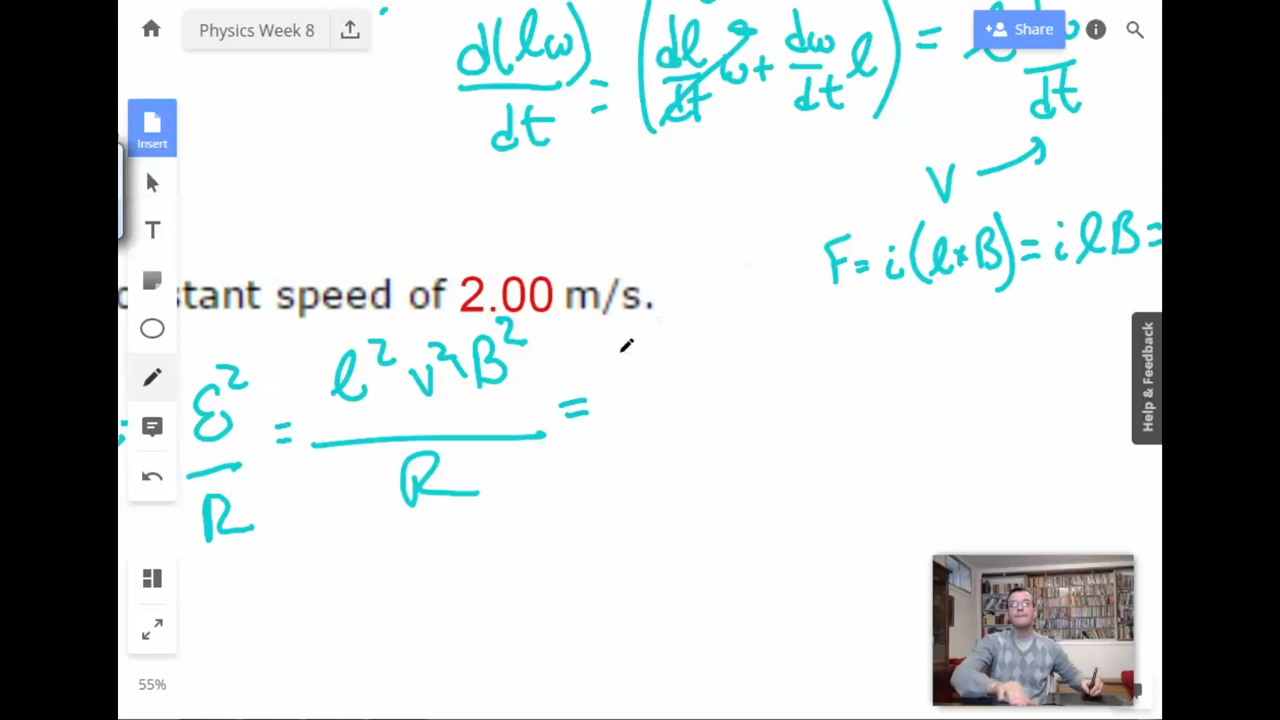 Physics Week 8
Share
d(lω)/dt = (dl/dt ω + dω/dt l) = l dω/dt
Insert
V →
F = i(l×B) = ilB =
stant speed of 2.00 m/s.
ε²/R = l²v²B²/R =
Help & Feedback
55%